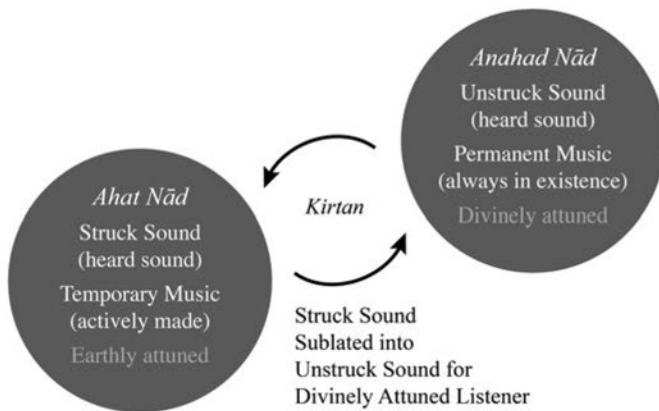 Anahad Nād
Unstruck Sound
(heard sound)
Permanent Music
(always in existence)
Divinely attuned
Kirtan
Ahat Nād
Struck Sound
(heard sound)
Temporary Music
(actively made)
Earthly attuned
Struck Sound
Sublated into
Unstruck Sound for
Divinely Attuned Listener